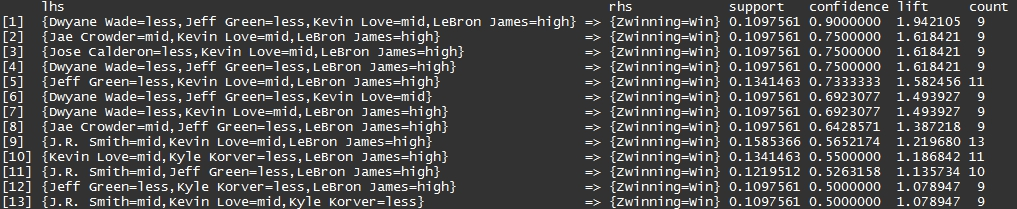 lhs rhs support confidence lift count
[1] {Dwyane Wade=less,Jeff Green=less,Kevin Love=mid,LeBron James=high} => {Zwinning=Win} 0.1097561 0.9000000 1.942105 9
[2] {Jae Crowder=mid,Kevin Love=mid,LeBron James=high} => {Zwinning=Win} 0.1097561 0.7500000 1.618421 9
[3] {Jose Calderon=less,Kevin Love=mid,LeBron James=high} => {Zwinning=Win} 0.1097561 0.7500000 1.618421 9
[4] {Dwyane Wade=less,Jeff Green=less,LeBron James=high} => {Zwinning=Win} 0.1097561 0.7500000 1.618421 9
[5] {Jeff Green=less,Kevin Love=mid,LeBron James=high} => {Zwinning=Win} 0.1341463 0.7333333 1.582456 11
[6] {Dwyane Wade=less,Jeff Green=less,Kevin Love=mid} => {Zwinning=Win} 0.1097561 0.6923077 1.493927 9
[7] {Dwyane Wade=less,Kevin Love=mid,LeBron James=high} => {Zwinning=Win} 0.1097561 0.6923077 1.493927 9
[8] {Jae Crowder=mid,Jeff Green=less,LeBron James=high} => {Zwinning=Win} 0.1097561 0.6428571 1.387218 9
[9] {J.R. Smith=mid,Kevin Love=mid,LeBron James=high} => {Zwinning=Win} 0.1585366 0.5652174 1.219680 13
[10] {Kevin Love=mid,Kyle Korver=less,LeBron James=high} => {Zwinning=Win} 0.1341463 0.5500000 1.186842 11
[11] {J.R. Smith=mid,Jeff Green=less,LeBron James=high} => {Zwinning=Win} 0.1219512 0.5263158 1.135734 10
[12] {Jeff Green=less,Kyle Korver=less,LeBron James=high} => {Zwinning=Win} 0.1097561 0.5000000 1.078947 9
[13] {J.R. Smith=mid,Kevin Love=mid,Kyle Korver=less} => {Zwinning=Win} 0.1097561 0.5000000 1.078947 9